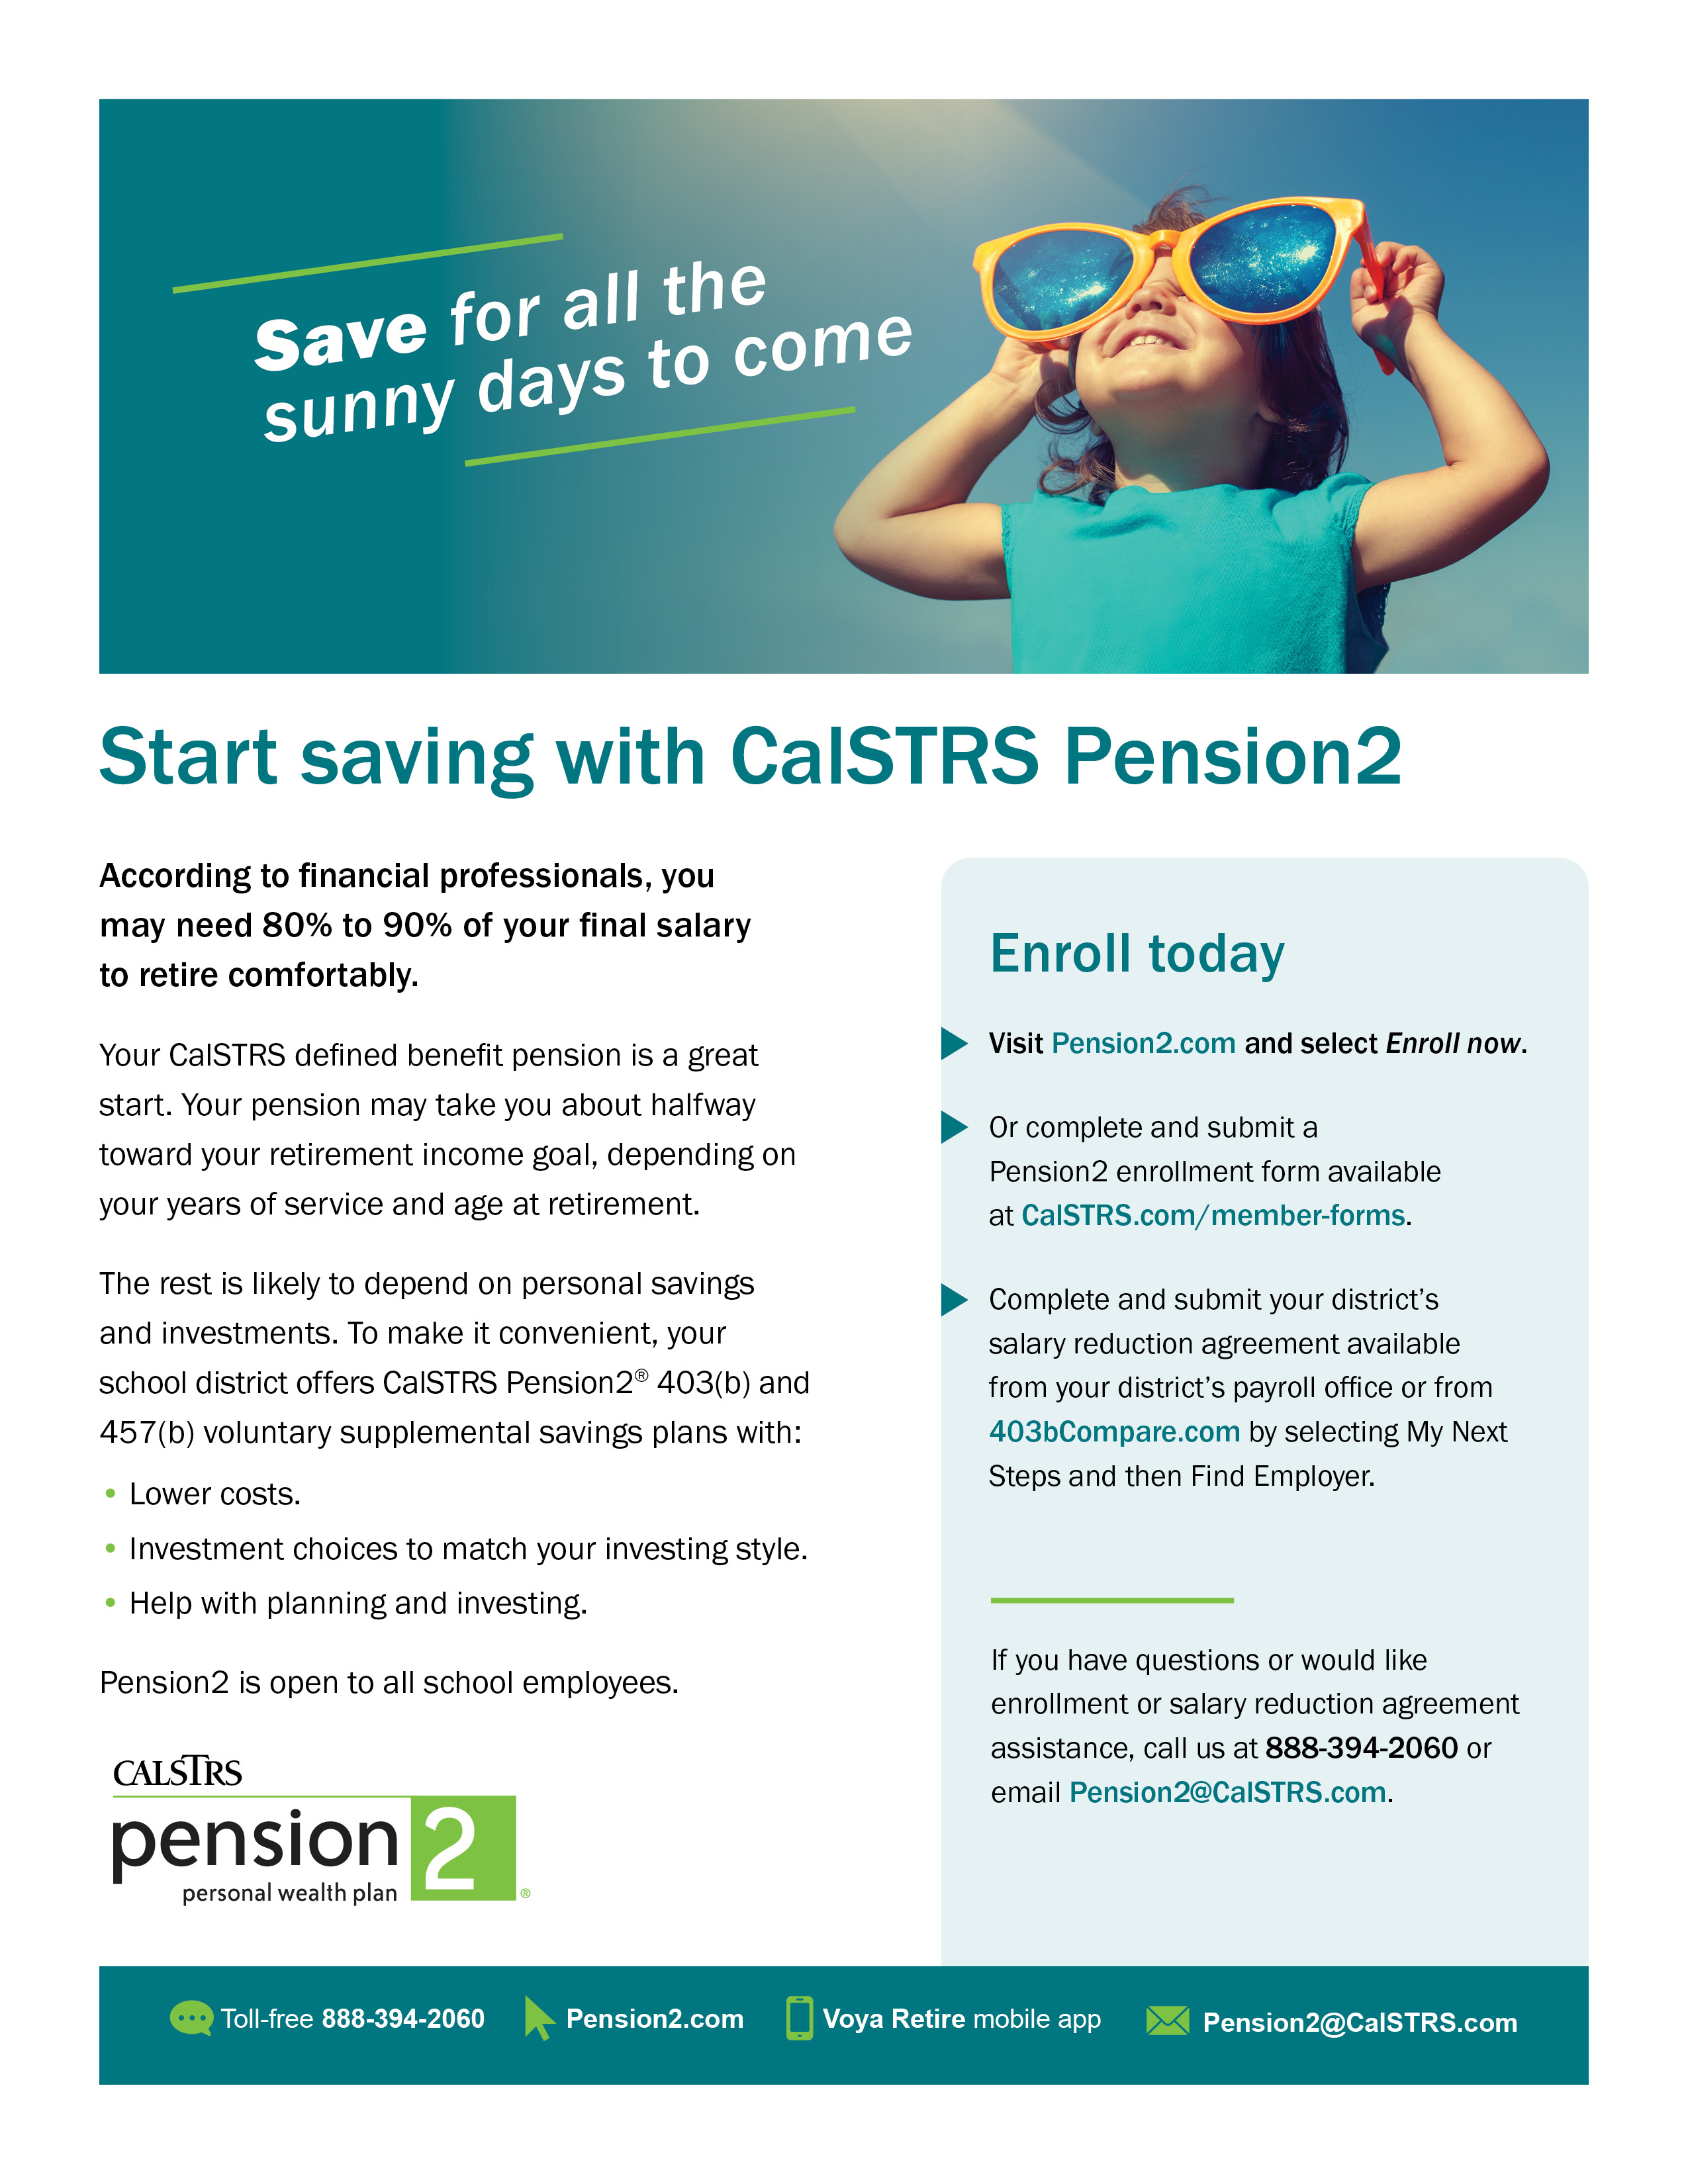 Save for all the
sunny days to come
Start saving with CalSTRS Pension2
According to financial professionals, you
may need 80% to 90% of your final salary
to retire comfortably.
Your CalSTRS defined benefit pension is a great
start. Your pension may take you about halfway
toward your retirement income goal, depending on
your years of service and age at retirement.
The rest is likely to depend on personal savings
and investments. To make it convenient, your
school district offers CalSTRS Pension2® 403(b) and
457(b) voluntary supplemental savings plans with:
• Lower costs.
• Investment choices to match your investing style.
• Help with planning and investing.
Pension2 is open to all school employees.
CALSTRS
pension2
personal wealth plan ®
Enroll today
Visit Pension2.com and select Enroll now.
Or complete and submit a
Pension2 enrollment form available
at CalSTRS.com/member-forms.
Complete and submit your district’s
salary reduction agreement available
from your district’s payroll office or from
403bCompare.com by selecting My Next
Steps and then Find Employer.
If you have questions or would like
enrollment or salary reduction agreement
assistance, call us at 888-394-2060 or
email Pension2@CalSTRS.com.
Toll-free 888-394-2060 Pension2.com Voya Retire mobile app Pension2@CalSTRS.com